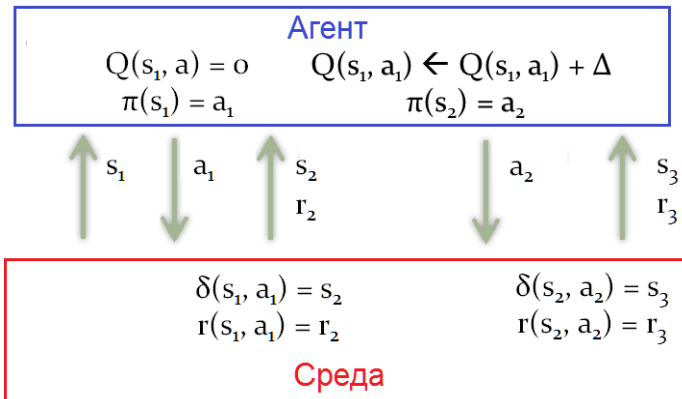 Агент
Q(s₁, a) = 0 Q(s₁, a₁) ← Q(s₁, a₁) + Δ
π(s₁) = a₁ π(s₂) = a₂
s₁ a₁ s₂ a₂ s₃
r₂ r₃
δ(s₁, a₁) = s₂ δ(s₂, a₂) = s₃
r(s₁, a₁) = r₂ r(s₂, a₂) = r₃
Среда